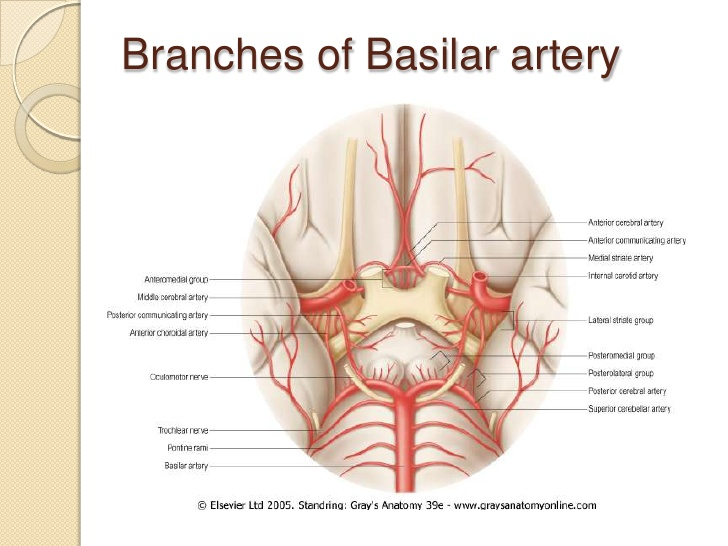 Branches of Basilar artery
Anterior cerebral artery
Anterior communicating artery
Medial striate artery
Internal carotid artery
Lateral striate group
Posteromedial group
Posterolateral group
Posterior cerebral artery
Superior cerebellar artery
Anteromedial group
Middle cerebral artery
Posterior communicating artery
Anterior choroidal artery
Oculomotor nerve
Trochlear nerve
Pontine rami
Basilar artery
© Elsevier Ltd 2005. Standring: Gray's Anatomy 39e - www.graysanatomyonline.com